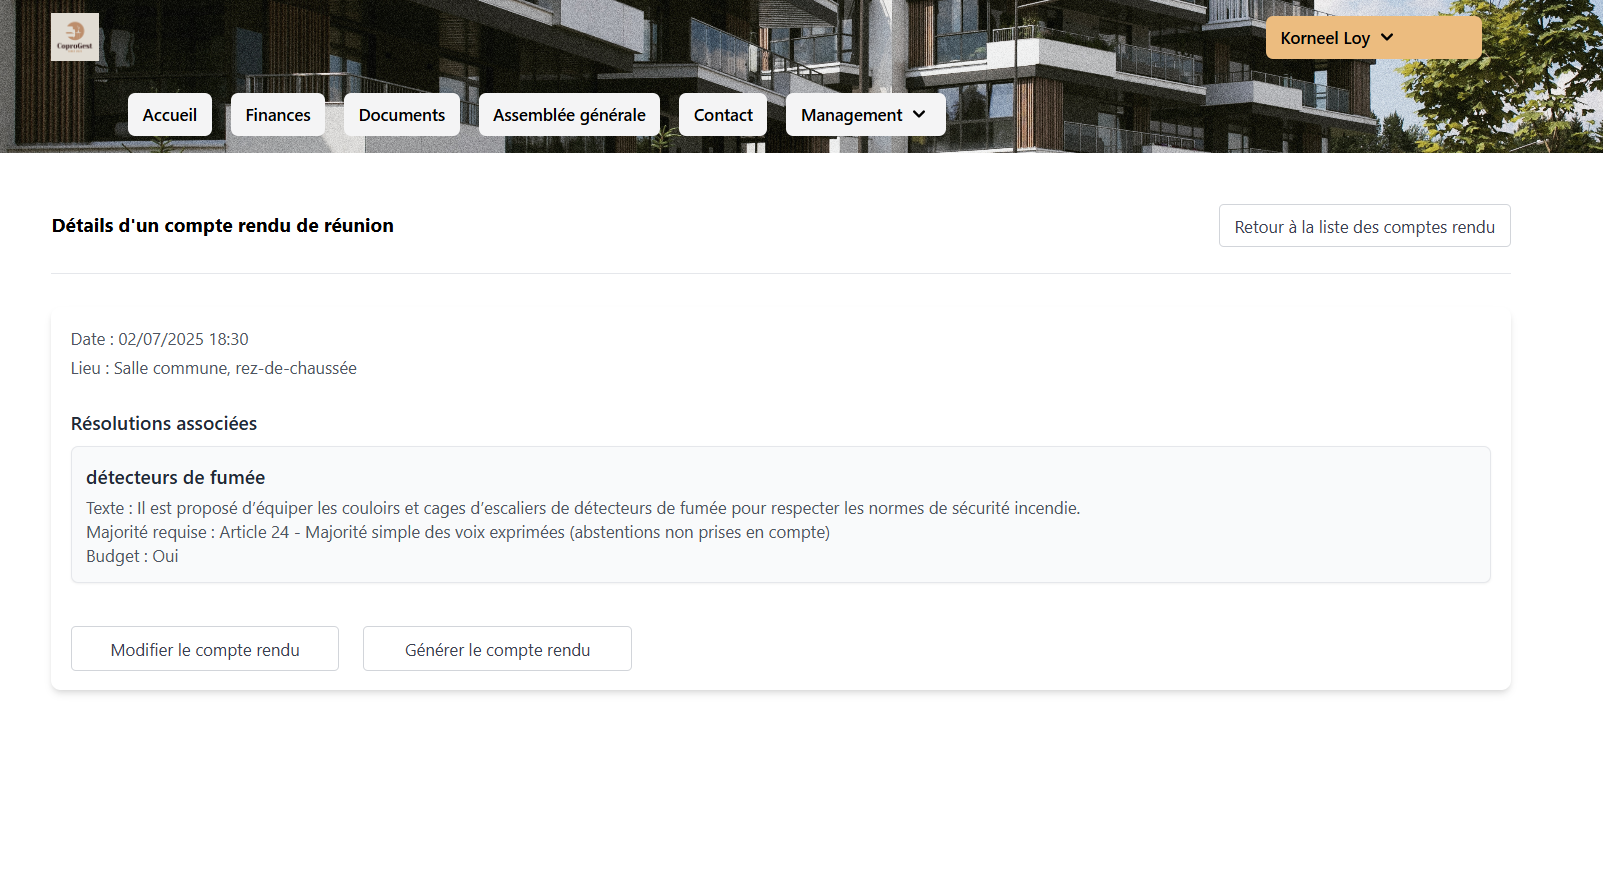 CoproGest
Korneel Loy
Accueil
Finances
Documents
Assemblée générale
Contact
Management
Détails d'un compte rendu de réunion
Retour à la liste des comptes rendu
Date : 02/07/2025 18:30
Lieu : Salle commune, rez-de-chaussée
Résolutions associées
détecteurs de fumée
Texte : Il est proposé d’équiper les couloirs et cages d’escaliers de détecteurs de fumée pour respecter les normes de sécurité incendie.
Majorité requise : Article 24 - Majorité simple des voix exprimées (abstentions non prises en compte)
Budget : Oui
Modifier le compte rendu
Générer le compte rendu